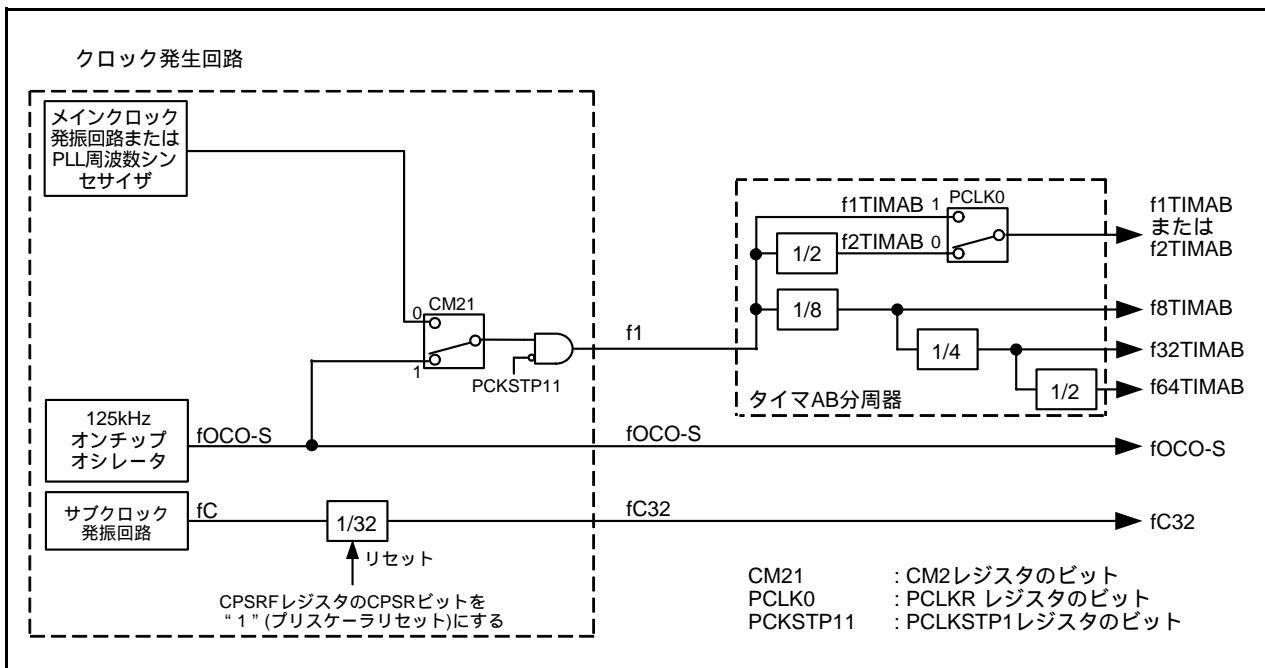 クロック発生回路
メインクロック
発振回路または
PLL周波数シン
セサイザ
0
CM21
1
PCKSTP11
f1
f1TIMAB 1
PCLK0
1/2
f2TIMAB 0
1/8
1/4
1/2
タイマAB分周器
f1TIMAB
または
f2TIMAB
f8TIMAB
f32TIMAB
f64TIMAB
125kHz
オンチップ
オシレータ
fOCO-S
fOCO-S
fOCO-S
サブクロック
発振回路
fC
1/32
fC32
fC32
リセット
CPSRFレジスタのCPSRビットを
“ 1 ” (プリスケーラリセット)にする
CM21 : CM2レジスタのビット
PCLK0 : PCLKR レジスタのビット
PCKSTP11 : PCLKSTP1レジスタのビット